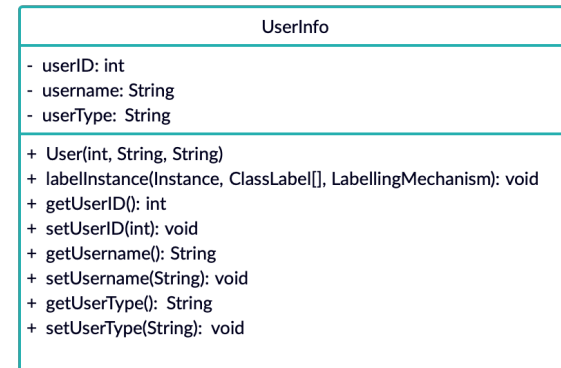 UserInfo
- userID: int
- username: String
- userType: String
+ User(int, String, String)
+ labelInstance(Instance, ClassLabel[], LabellingMechanism): void
+ getUserID(): int
+ setUserID(int): void
+ getUsername(): String
+ setUsername(String): void
+ getUserType(): String
+ setUserType(String): void